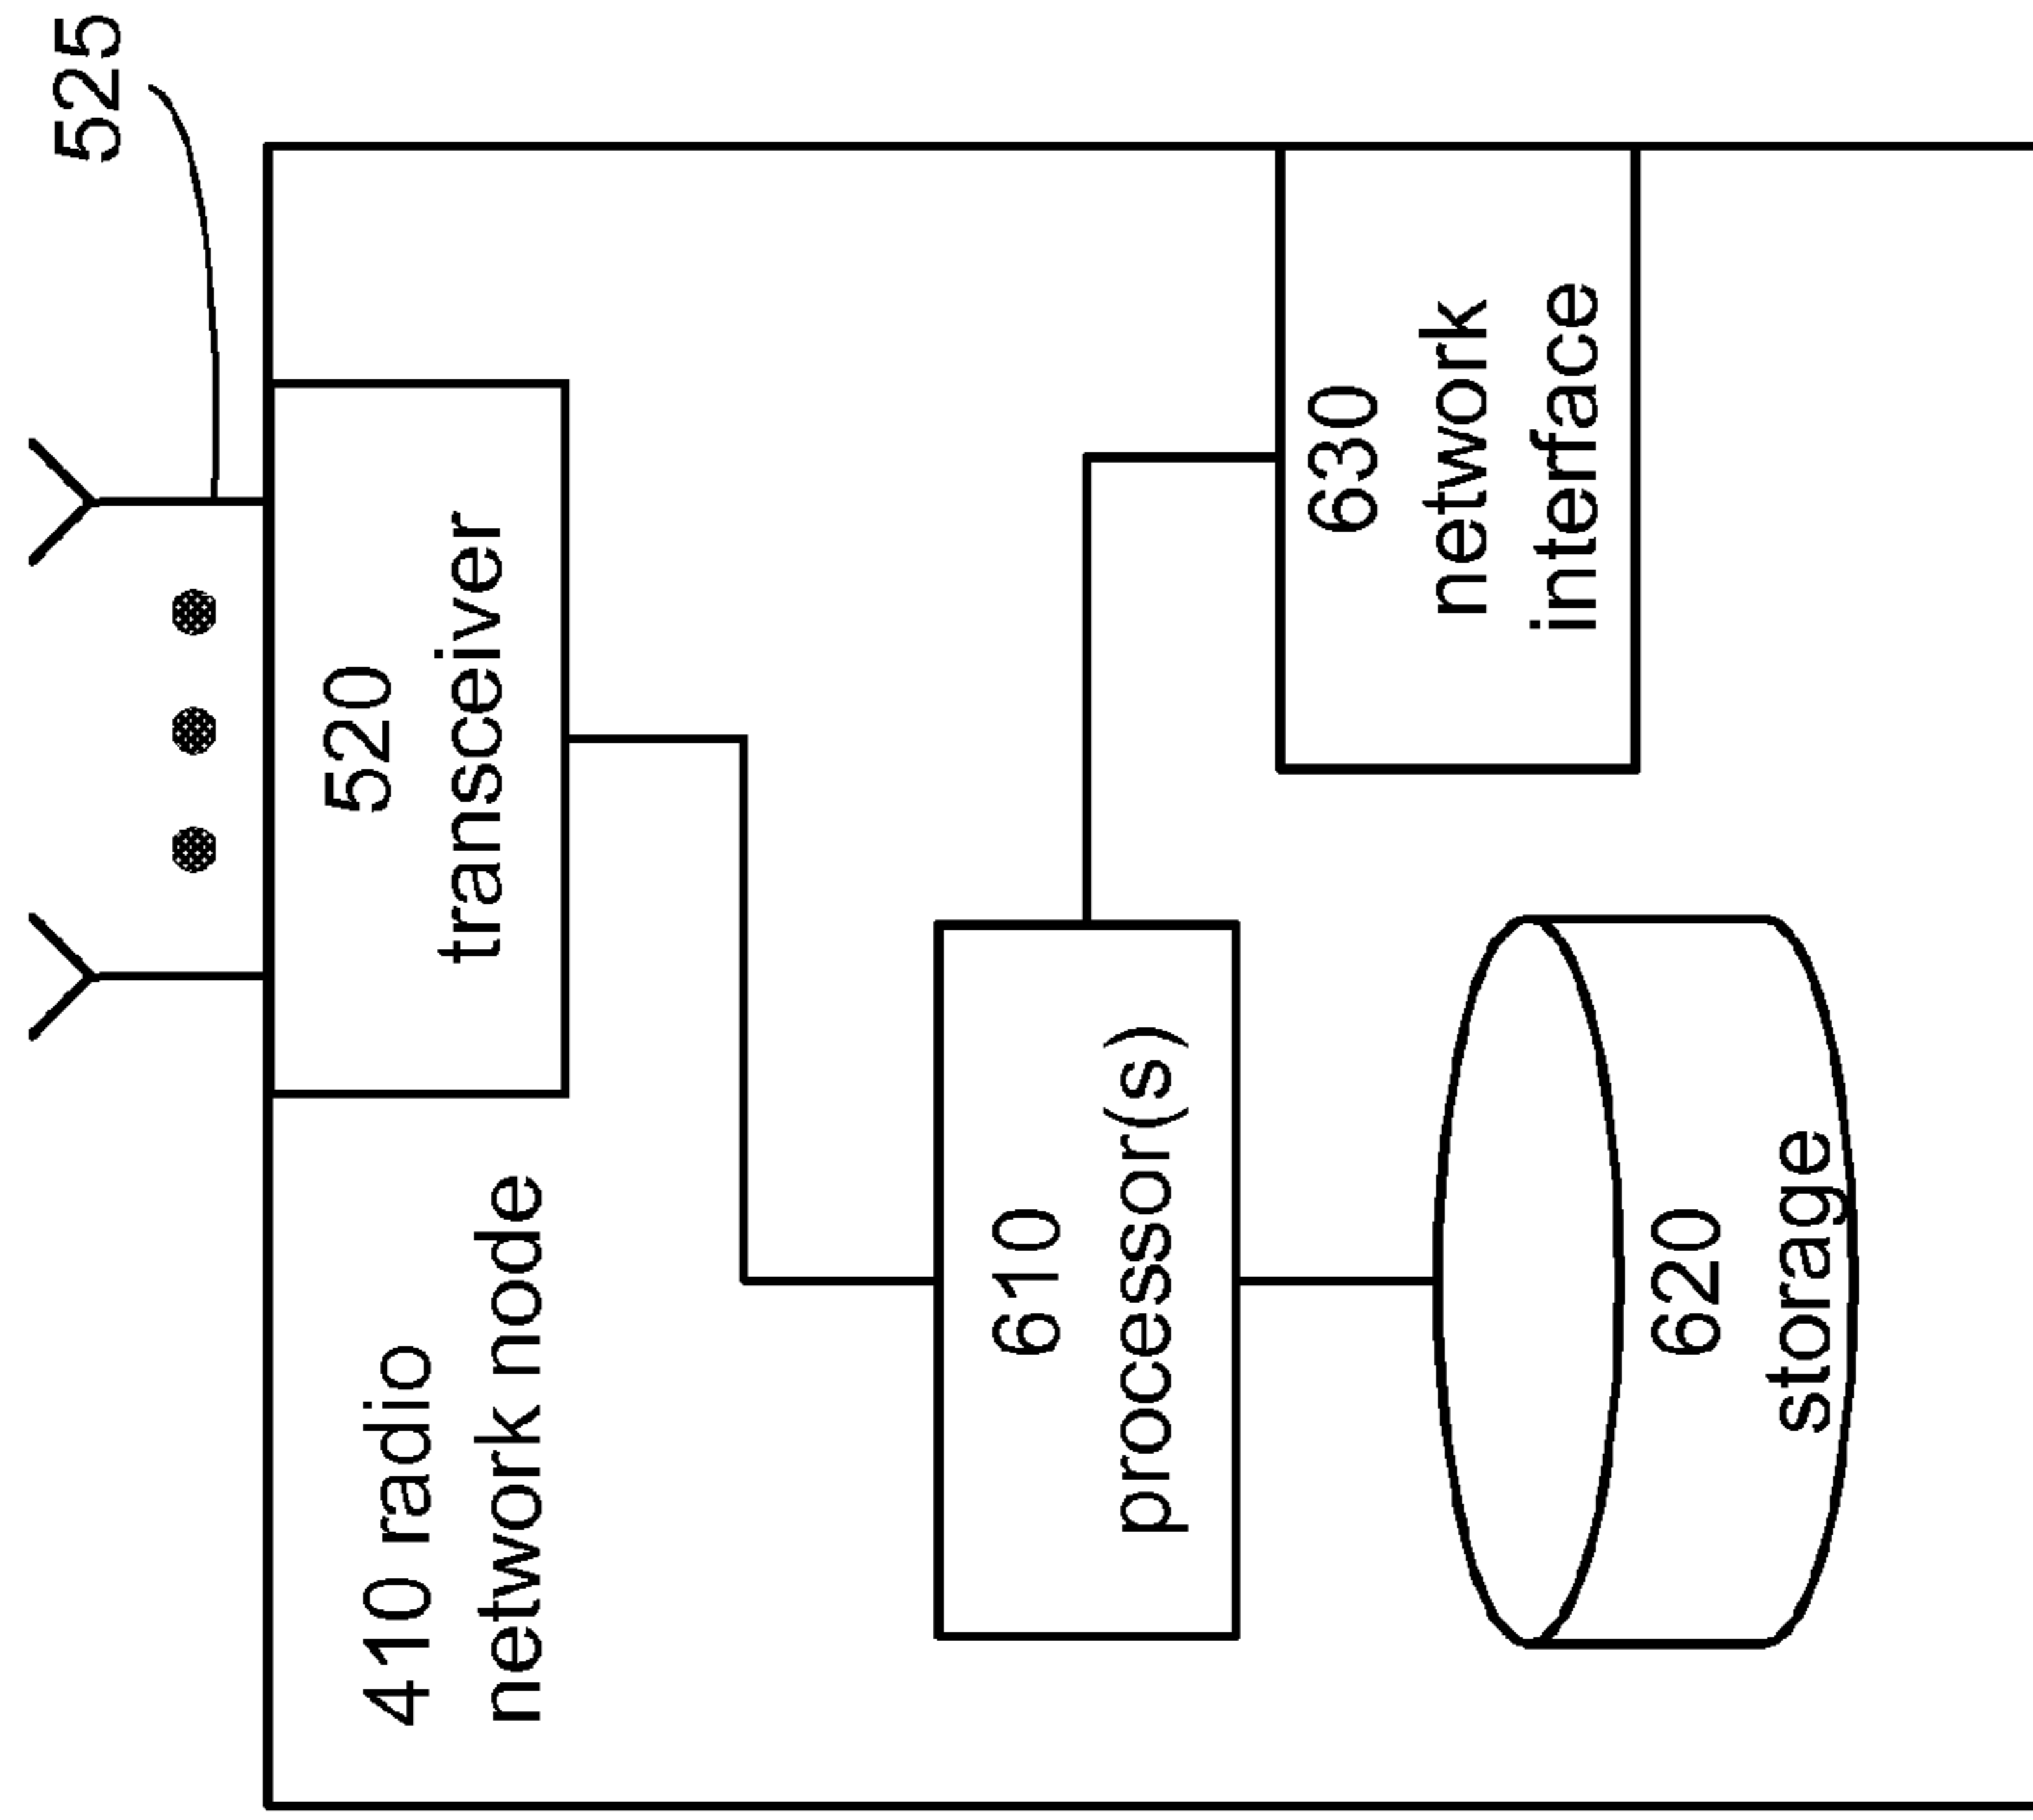 525
410 radio
network node
520
transceiver
610
processor(s)
630
network
interface
620
storage